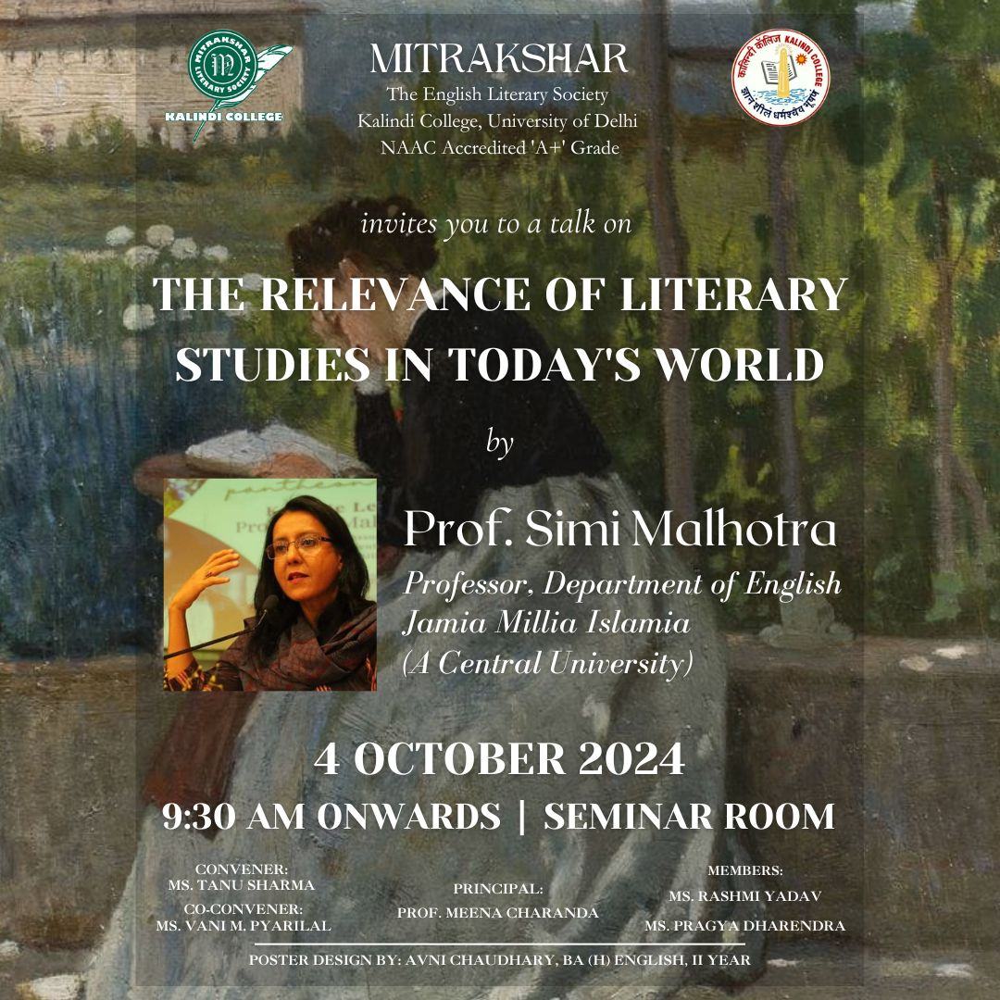 MITRAKSHAR
LITERARY SOCIETY
KALINDI COLLEGE
MITRAKSHAR
The English Literary Society
Kalindi College, University of Delhi
NAAC Accredited 'A+' Grade
कालिन्दी कॉलिज KALINDI COLLEGE
ज्ञानं शीलं धर्मश्चैव भूषणम्
invites you to a talk on
THE RELEVANCE OF LITERARY
STUDIES IN TODAY'S WORLD
by
pantheon
Prof. Simi Malhotra
Professor, Department of English
Jamia Millia Islamia
(A Central University)
4 OCTOBER 2024
9:30 AM ONWARDS | SEMINAR ROOM
CONVENER:
MS. TANU SHARMA
CO-CONVENER:
MS. VANI M. PYARILAL
PRINCIPAL:
PROF. MEENA CHARANDA
MEMBERS:
MS. RASHMI YADAV
MS. PRAGYA DHARENDRA
POSTER DESIGN BY: AVNI CHAUDHARY, BA (H) ENGLISH, II YEAR